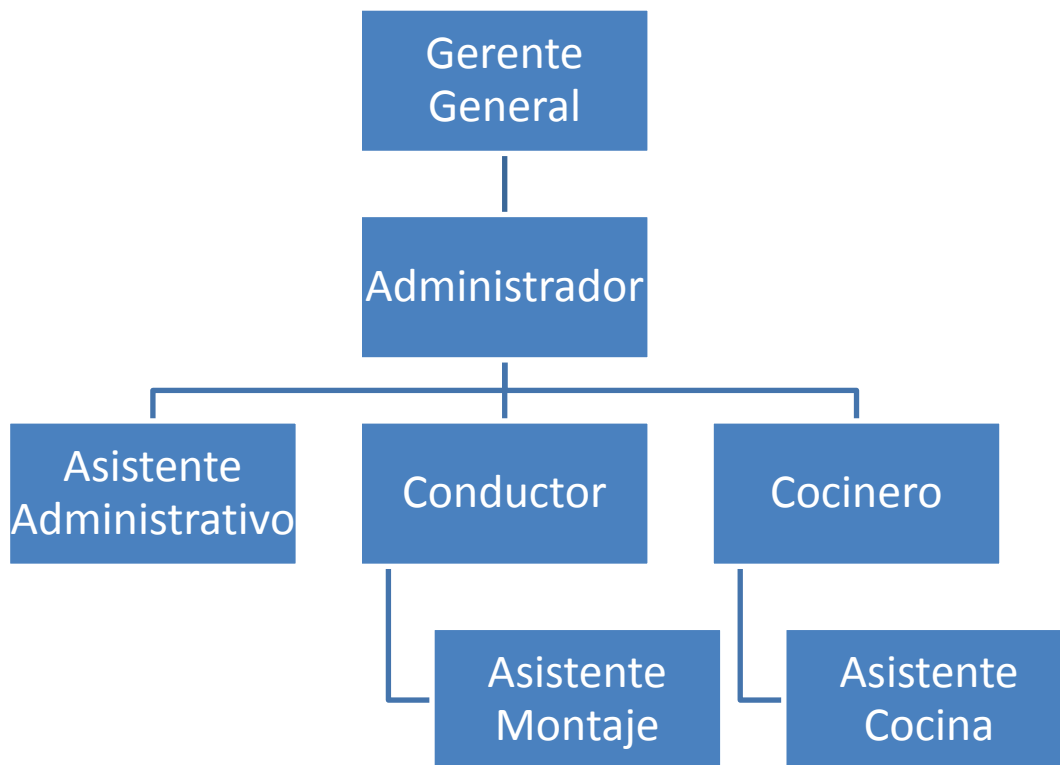 Gerente
General
Administrador
Asistente
Administrativo
Conductor
Cocinero
Asistente
Montaje
Asistente
Cocina